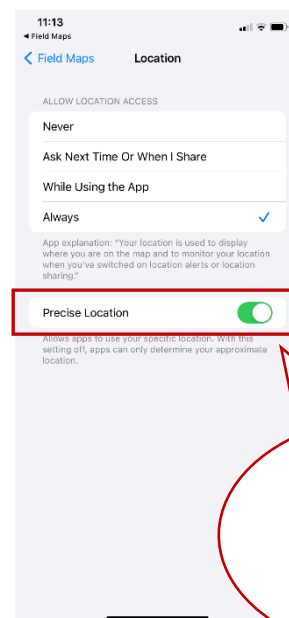 11:13
◀ Field Maps
Field Maps
Location
ALLOW LOCATION ACCESS
Never
Ask Next Time Or When I Share
While Using the App
Always
App explanation: “Your location is used to display
where you are on the map and to monitor your location
when you’ve switched on location alerts or location
sharing.”
Precise Location
Allows apps to use your specific location. With this
setting off, apps can only determine your approximate
location.